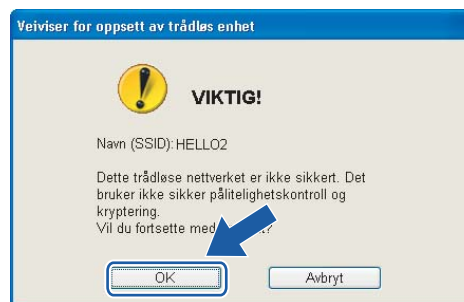 Veiviser for oppsett av trådløs enhet
VIKTIG!
Navn (SSID): HELLO2
Dette trådløse nettverket er ikke sikkert. Det
bruker ikke sikker pålitelighetskontroll og
kryptering.
Vil du fortsette med
OK
Avbryt